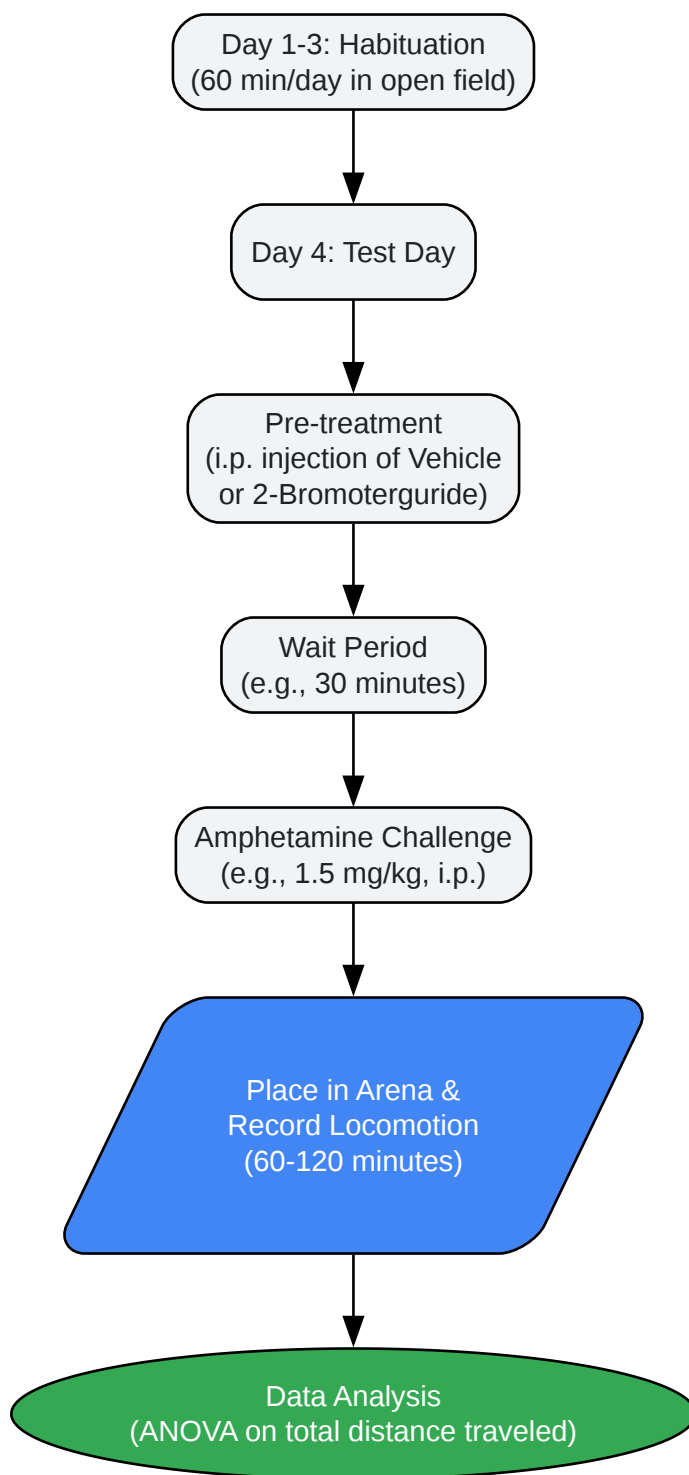 Day 1-3: Habituation
(60 min/day in open field)
Day 4: Test Day
Pre-treatment
(i.p. injection of Vehicle
or 2-Bromoterguride)
Wait Period
(e.g., 30 minutes)
Amphetamine Challenge
(e.g., 1.5 mg/kg, i.p.)
Place in Arena &
Record Locomotion
(60-120 minutes)
Data Analysis
(ANOVA on total distance traveled)